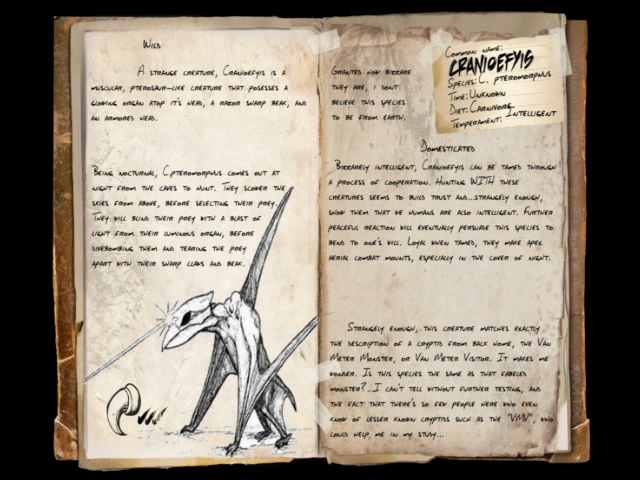 Wild
A strange creature, Cranioefyis is a
muscular, pterosaur-like creature that posesses a
glowing organ atop it's head, a razor sharp beak, and
an armored head.
Being nocturnal, C.pteromorphus comes out at
night from the caves to hunt. They scower the
skies from above, before selecting their prey.
They will blind their prey with a blast of
light from their luminous organ, before
divebombing them and tearing the prey
apart with their sharp claws and beak.
Granted how bizzare
they are, i dont
believe this species
to be from earth.
Common name:
CRANIOEFYIS
Species: C. pteromorphus
Time: Unknown
Diet: Carnivore
Temperament: Intelligent
Domesticated
Bizzarely intelligent, Cranioefyis can be tamed through
a process of cooperation. Hunting WITH these
creatures seems to build trust and...strangely enough,
show them that we humans are also intelligent. Further
peaceful reaction will eventually persuade this species to
bend to one's will. Loyal when tamed, they make apex
aerial combat mounts, especially in the cover of night.
Strangely enough, this creature matches exactly
the description of a cryptid from back home, the Van
Meter Monster, or Van Meter Visitor. It makes me
wonder. Is this species the same as that fabeled
monster?...I can't tell without further testing, and
the fact that there's so few people here who even
know of lesser known cryptids such as the "VMV", who
could help me in my study...